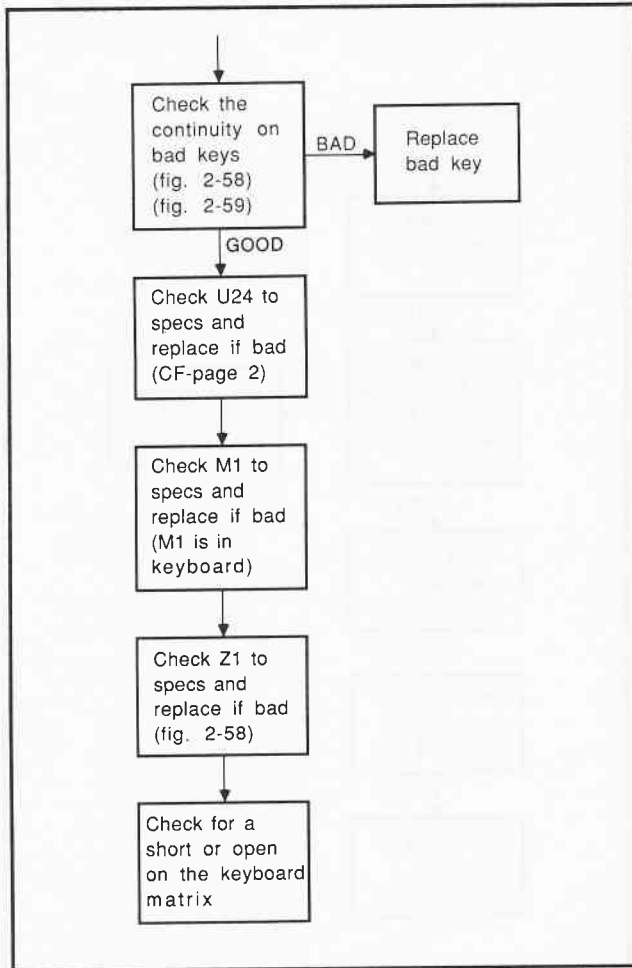 Check the
continuity on
bad keys
(fig. 2-58)
(fig. 2-59)
BAD
Replace
bad key
GOOD
Check U24 to
specs and
replace if bad
(CF-page 2)
Check M1 to
specs and
replace if bad
(M1 is in
keyboard)
Check Z1 to
specs and
replace if bad
(fig. 2-58)
Check for a
short or open
on the keyboard
matrix